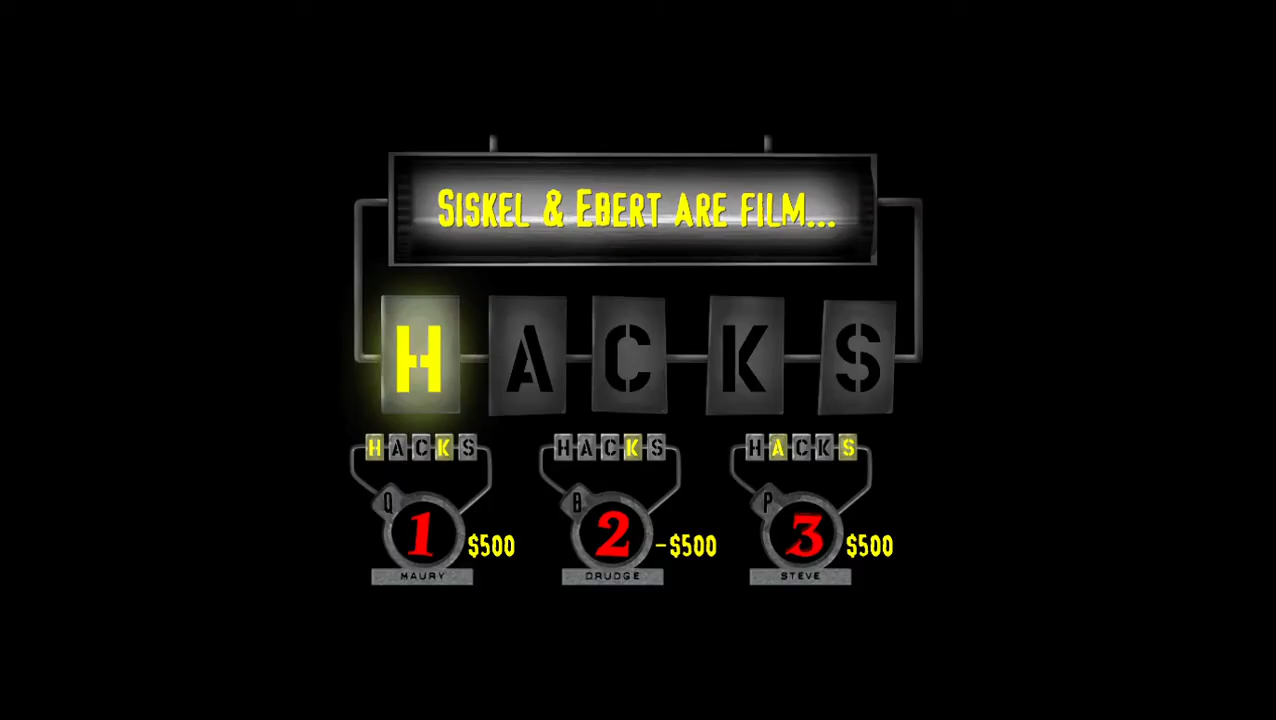 SISKEL & EBERT ARE FILM...
HACKS
HACKS HACKS HACKS
Q B P
1 $500 2 -$500 3 $500
MAURY DRUDGE STEVE